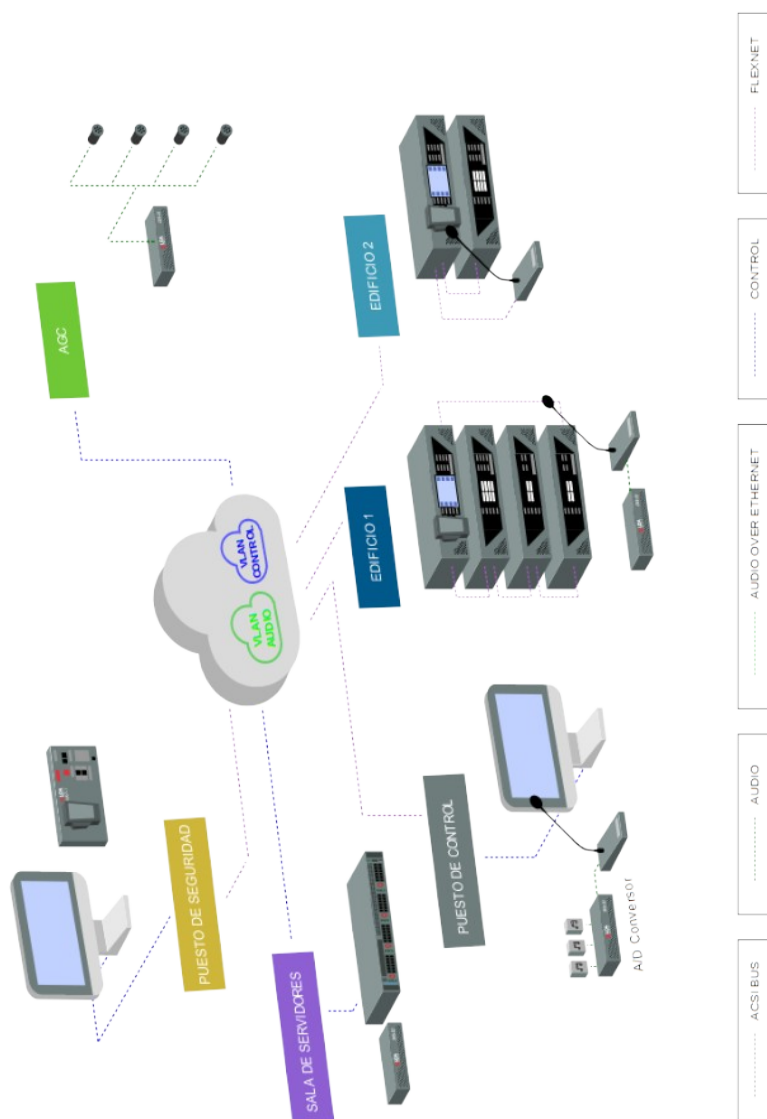 AGC
EDIFICIO 2
EDIFICIO 1
VLAN
CONTROL
VLAN
AUDIO
PUESTO DE SEGURIDAD
SALA DE SERVIDORES
PUESTO DE CONTROL
A/D Conversor
ACSI BUS
AUDIO
AUDIO OVER ETHERNET
CONTROL
FLEXNET